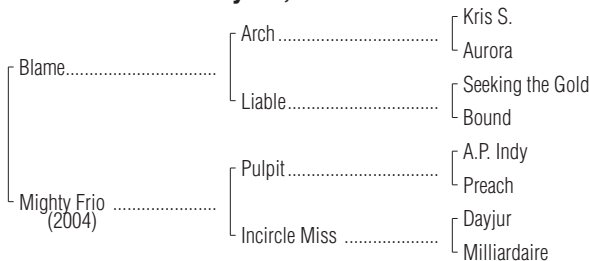 Kris S.
Arch
Aurora
Blame
Seeking the Gold
Liable
Bound
A.P. Indy
Pulpit
Preach
Mighty Frio
(2004)
Dayjur
Incircle Miss
Milliardaire